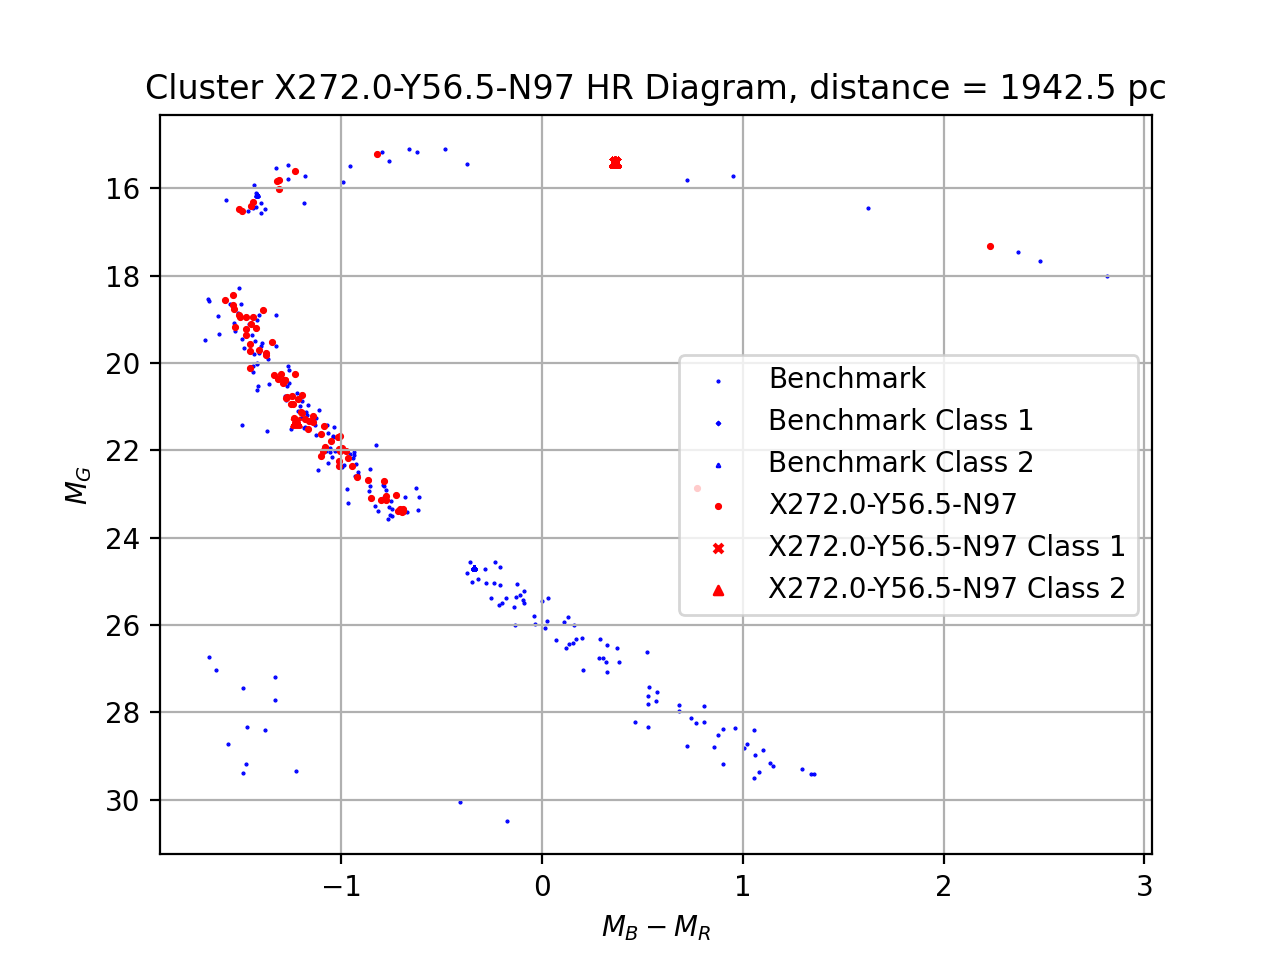 Cluster X272.0-Y56.5-N97 HR Diagram, distance = 1942.5 pc
16
18
20
22
24
26
28
30
M_G
Benchmark
Benchmark Class 1
Benchmark Class 2
X272.0-Y56.5-N97
X272.0-Y56.5-N97 Class 1
X272.0-Y56.5-N97 Class 2
−1 0 1 2 3
M_B − M_R